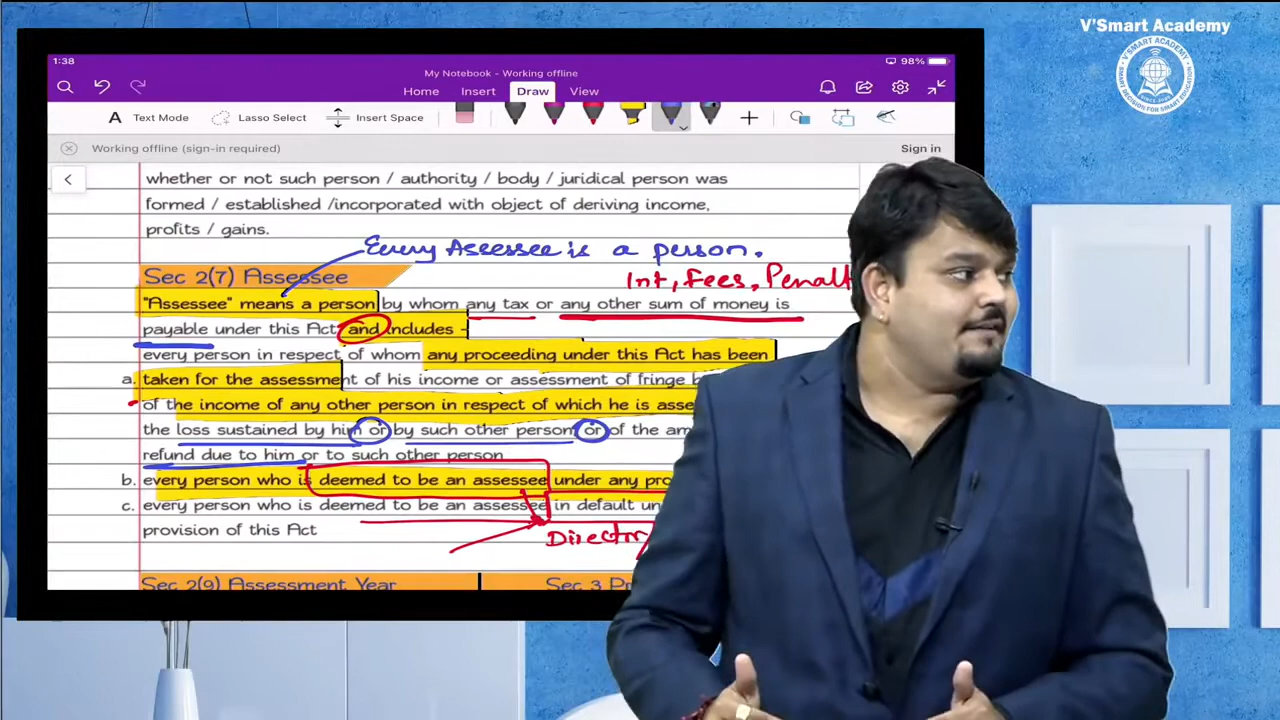 V'Smart Academy
V'SMART ACADEMY
SMART DECISION FOR SMART EDUCATION
1:38
98%
My Notebook - Working offline
Home Insert Draw View
A Text Mode Lasso Select Insert Space
Working offline (sign-in required) Sign in
whether or not such person / authority / body / juridical person was
formed / established /incorporated with object of deriving income,
profits / gains.
Every Assessee is a person.
Sec 2(7) Assessee
Int, Fees, Penalt
"Assessee" means a person by whom any tax or any other sum of money is
payable under this Act and includes -
every person in respect of whom any proceeding under this Act has been
a. taken for the assessment of his income or assessment of fringe b
of the income of any other person in respect of which he is asse
the loss sustained by him or by such other person or of the am
refund due to him or to such other person
b. every person who is deemed to be an assessee under any pro
c. every person who is deemed to be an assessee in default un
provision of this Act
Director
Sec 2(9) Assessment Year Sec 3 Pr